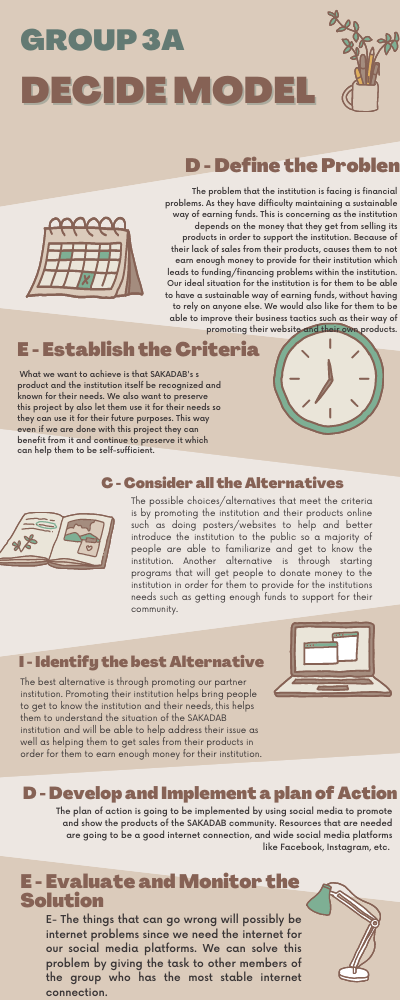 GROUP 3A
DECIDE MODEL
D - Define the Problem
The problem that the institution is facing is financial
problems. As they have difficulty maintaining a sustainable
way of earning funds. This is concerning as the institution
depends on the money that they get from selling its
products in order to support the institution. Because of
their lack of sales from their products, causes them to not
earn enough money to provide for their institution which
leads to funding/financing problems within the institution.
Our ideal situation for the institution is for them to be able
to have a sustainable way of earning funds, without having
to rely on anyone else. We would also like for them to be
able to improve their business tactics such as their way of
promoting their website and their own products.
E - Establish the Criteria
What we want to achieve is that SAKADAB's s
product and the institution itself be recognized and
known for their needs. We also want to preserve
this project by also let them use it for their needs so
they can use it for their future purposes. This way
even if we are done with this project they can
benefit from it and continue to preserve it which
can help them to be self-sufficient.
C - Consider all the Alternatives
The possible choices/alternatives that meet the criteria
is by promoting the institution and their products online
such as doing posters/websites to help and better
introduce the institution to the public so a majority of
people are able to familiarize and get to know the
institution. Another alternative is through starting
programs that will get people to donate money to the
institution in order for them to provide for the institutions
needs such as getting enough funds to support for their
community.
I - Identify the best Alternative
The best alternative is through promoting our partner
institution. Promoting their institution helps bring people
to get to know the institution and their needs, this helps
them to understand the situation of the SAKADAB
institution and will be able to help address their issue as
well as helping them to get sales from their products in
order for them to earn enough money for their institution.
D - Develop and Implement a plan of Action
The plan of action is going to be implemented by using social media to promote
and show the products of the SAKADAB community. Resources that are needed
are going to be a good internet connection, and wide social media platforms
like Facebook, Instagram, etc.
E - Evaluate and Monitor the
Solution
E- The things that can go wrong will possibly be
internet problems since we need the internet for
our social media platforms. We can solve this
problem by giving the task to other members of
the group who has the most stable internet
connection.